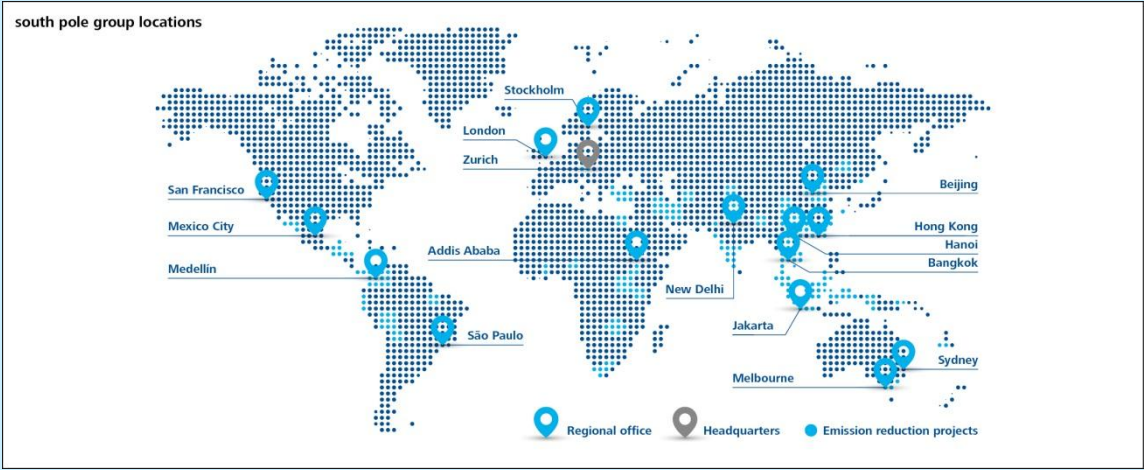 south pole group locations
Stockholm
London
Zurich
San Francisco
Mexico City
Medellín
Addis Ababa
São Paulo
New Delhi
Beijing
Hong Kong
Hanoi
Bangkok
Jakarta
Sydney
Melbourne
Regional office
Headquarters
Emission reduction projects